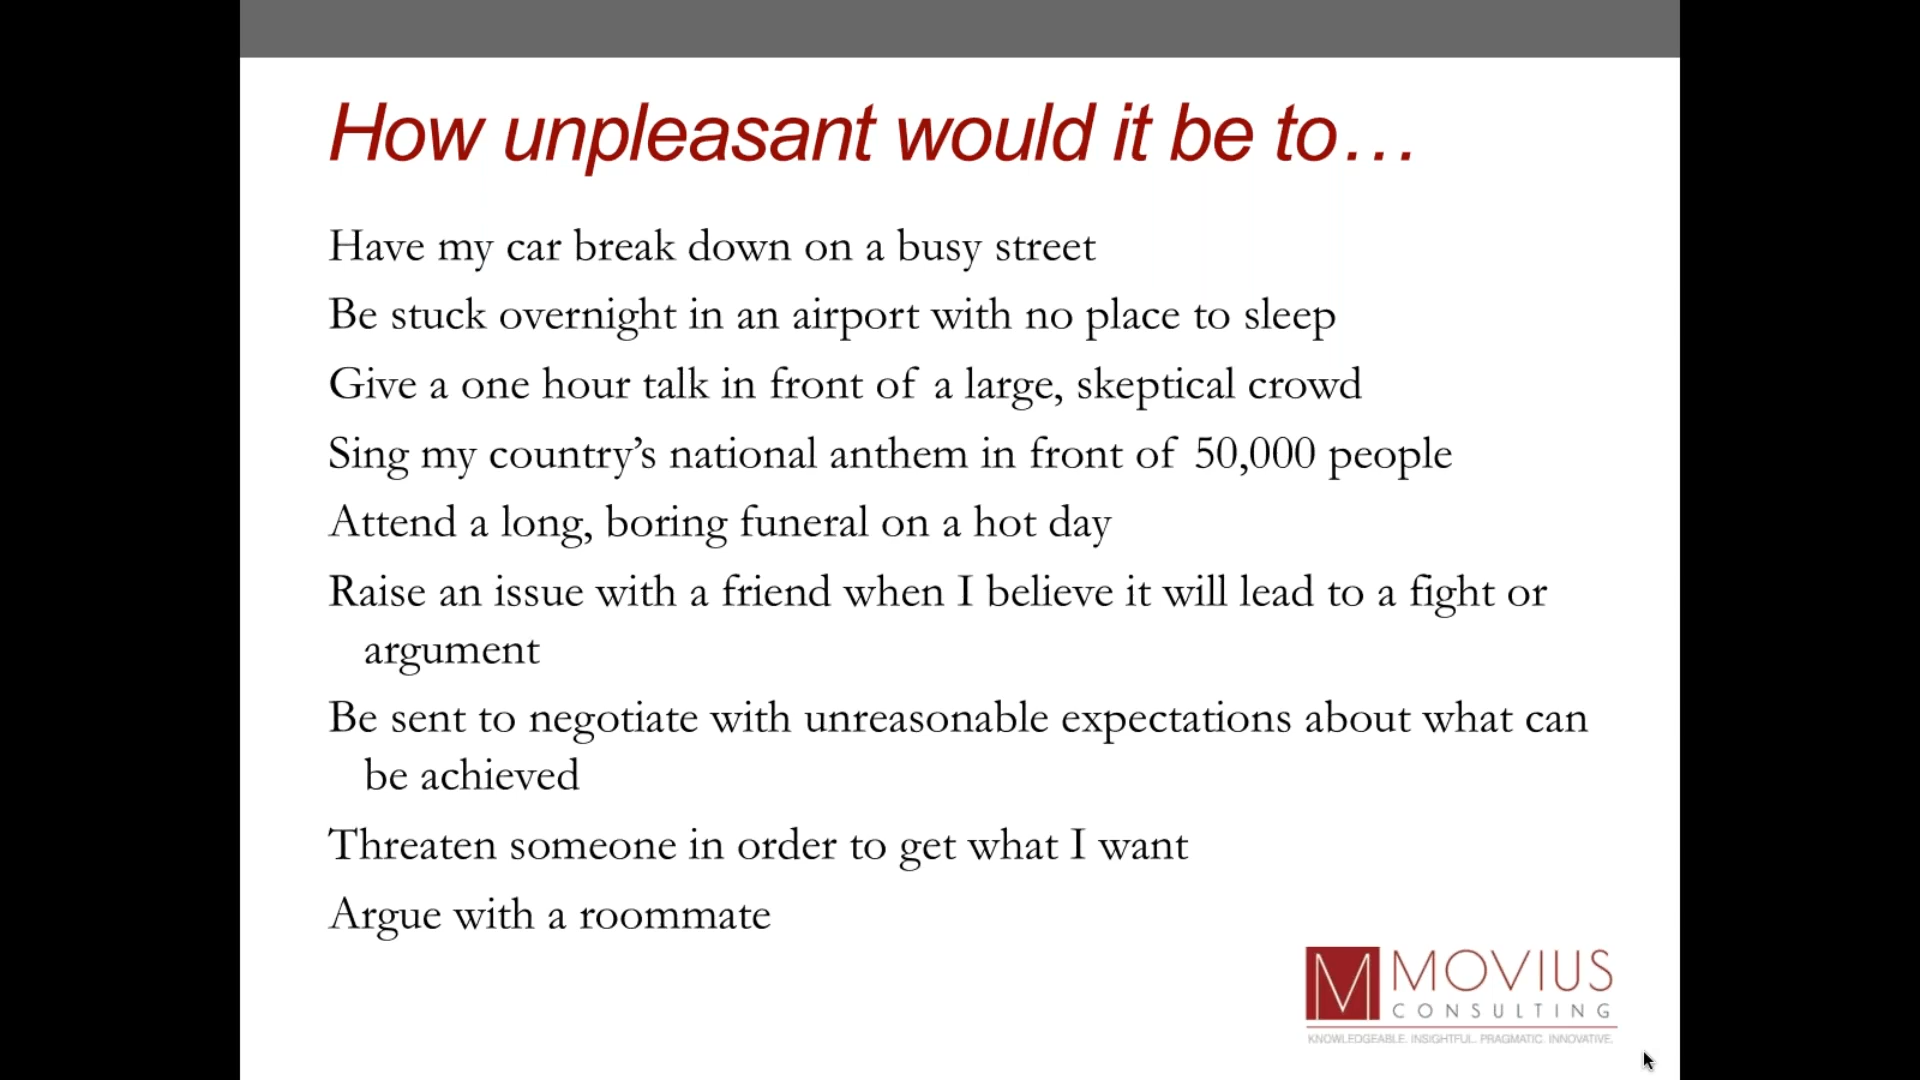 How unpleasant would it be to…
Have my car break down on a busy street
Be stuck overnight in an airport with no place to sleep
Give a one hour talk in front of a large, skeptical crowd
Sing my country’s national anthem in front of 50,000 people
Attend a long, boring funeral on a hot day
Raise an issue with a friend when I believe it will lead to a fight or
argument
Be sent to negotiate with unreasonable expectations about what can
be achieved
Threaten someone in order to get what I want
Argue with a roommate
M MOVIUS
CONSULTING
KNOWLEDGEABLE. INSIGHTFUL. PRAGMATIC. INNOVATIVE.